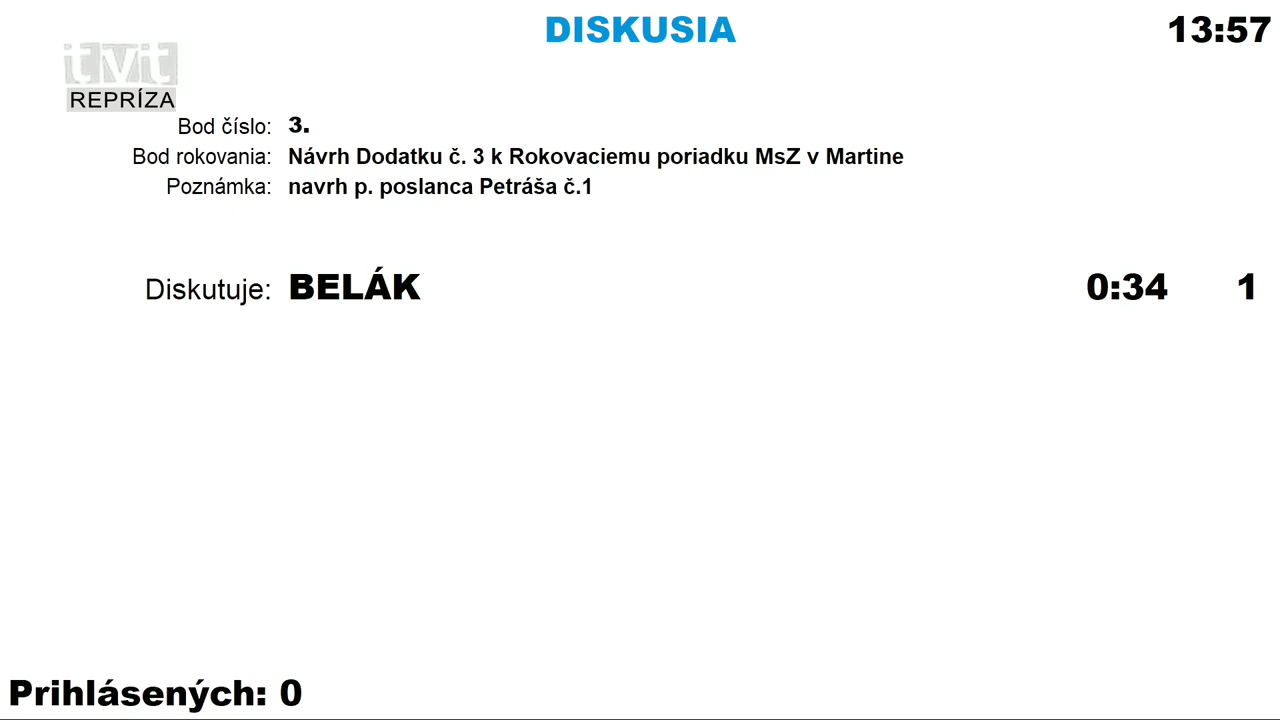 DISKUSIA
13:57
tvt
REPRÍZA
Bod číslo: 3.
Bod rokovania: Návrh Dodatku č. 3 k Rokovaciemu poriadku MsZ v Martine
Poznámka: navrh p. poslanca Petráša č.1
Diskutuje: BELÁK 0:34 1
Prihlásených: 0